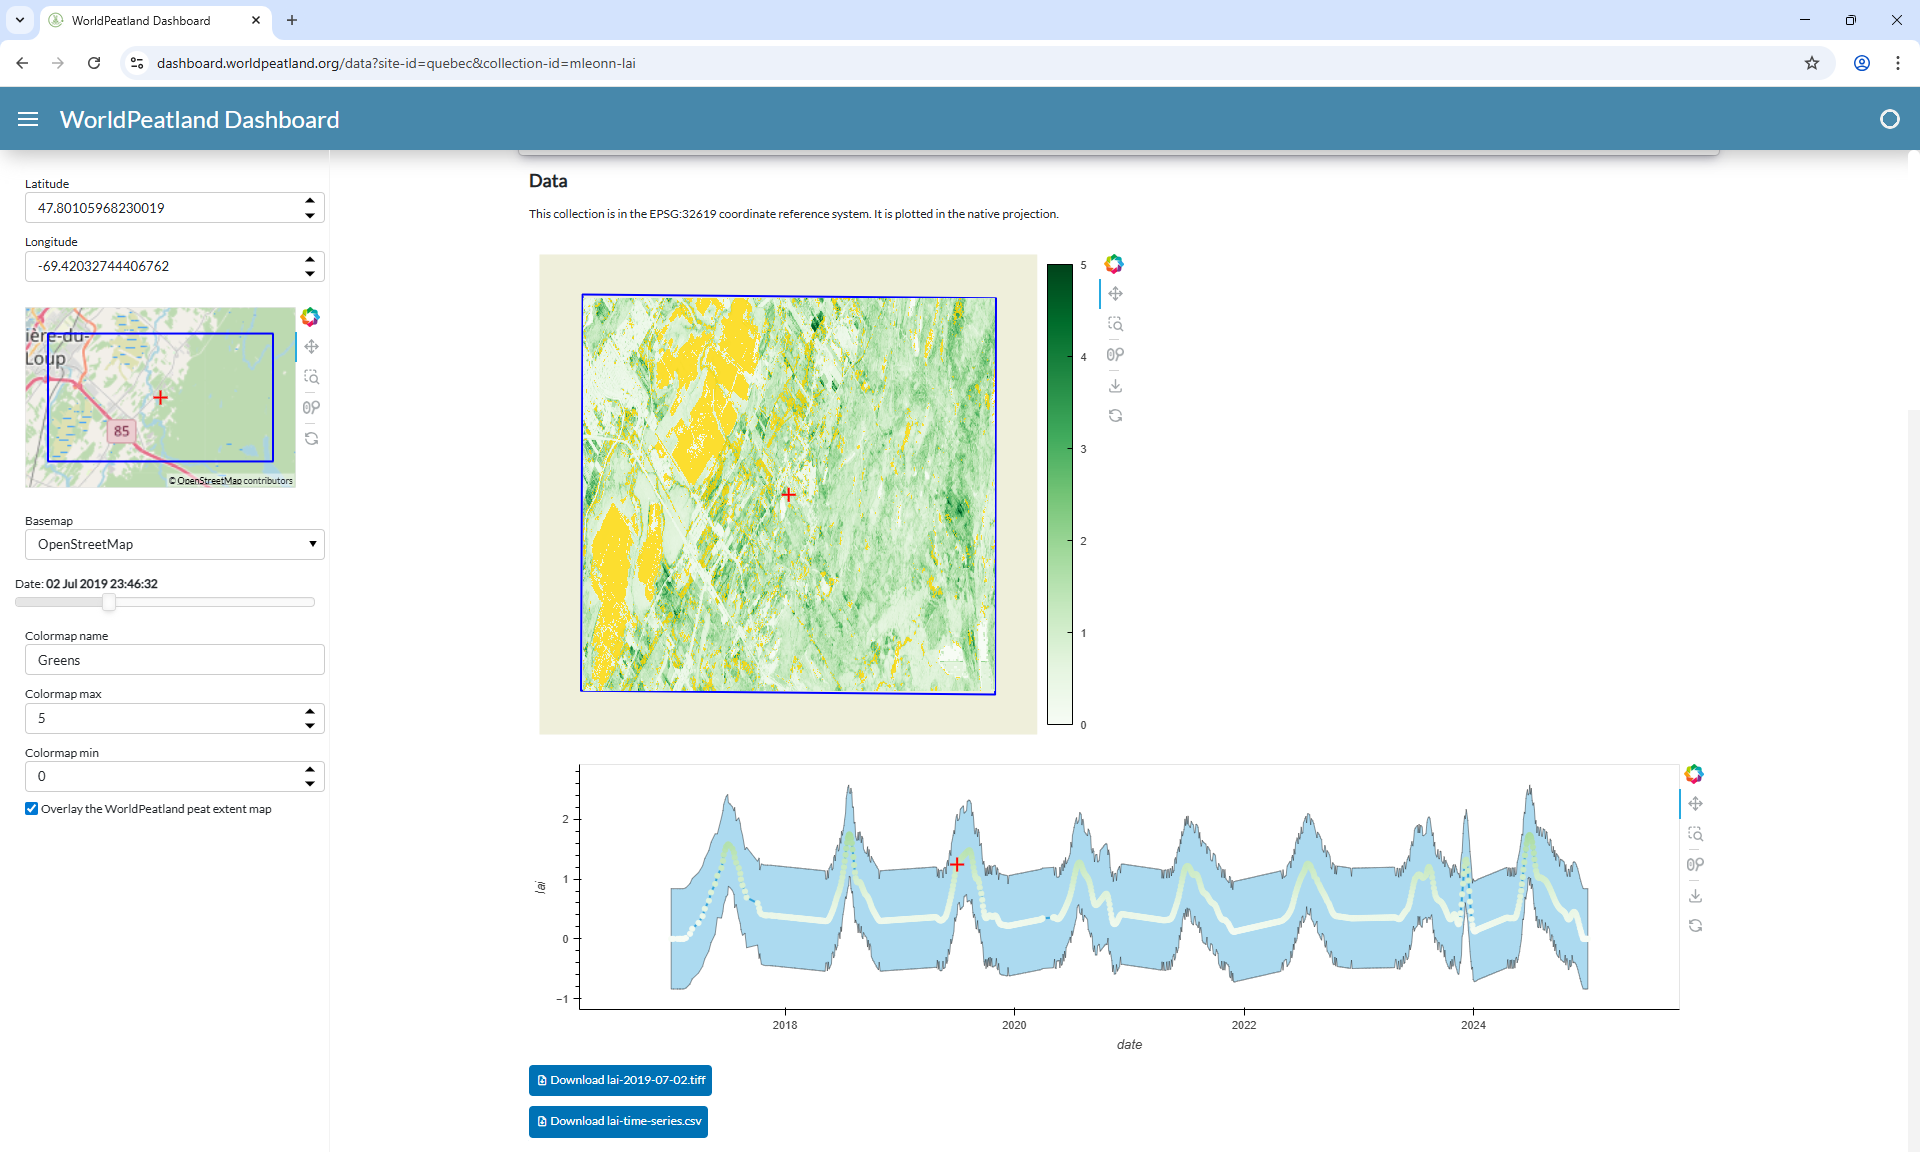 WorldPeatland Dashboard
dashboard.worldpeatland.org/data?site-id=quebec&collection-id=mleonn-lai
WorldPeatland Dashboard
Latitude
47.80105968230019
Longitude
-69.42032744406762
ière-du-
Loup
85
© OpenStreetMap contributors
Basemap
OpenStreetMap
Date: 02 Jul 2019 23:46:32
Colormap name
Greens
Colormap max
5
Colormap min
0
Overlay the WorldPeatland peat extent map
Data
This collection is in the EPSG:32619 coordinate reference system. It is plotted in the native projection.
5
4
3
2
1
0
2
1
0
−1
lai
2018
2020
2022
2024
date
Download lai-2019-07-02.tiff
Download lai-time-series.csv